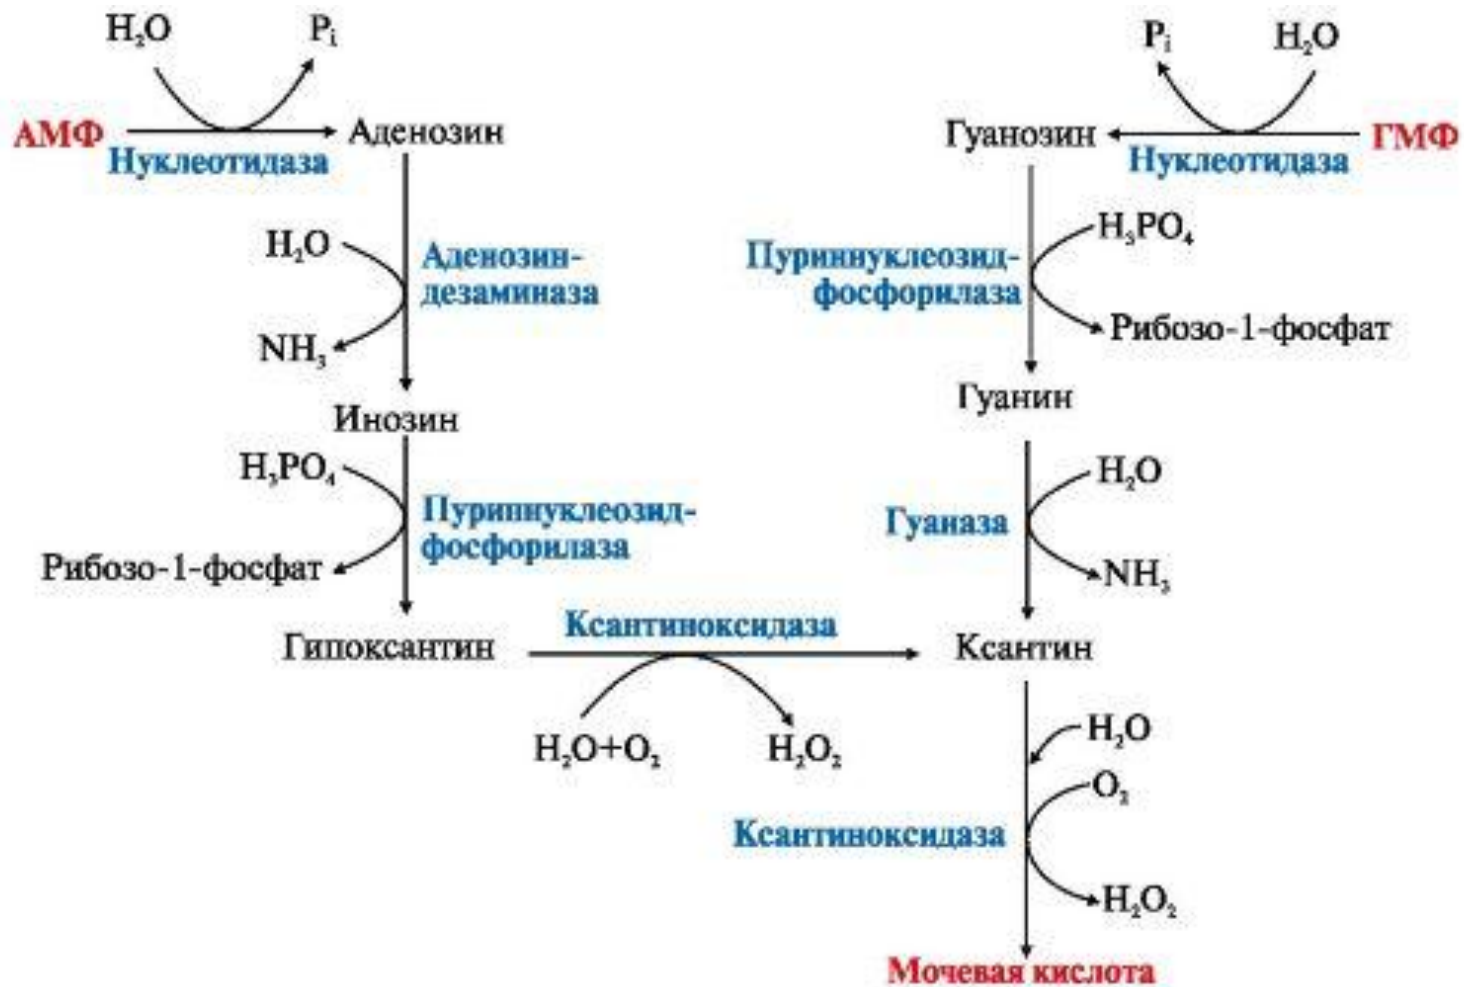 H₂O
Pᵢ
Pᵢ
H₂O
АМФ
Аденозин
Гуанозин
ГМФ
Нуклеотидаза
Нуклеотидаза
H₂O
Аденозин-
дезаминаза
NH₃
Пуриннуклеозид-
фосфорилаза
H₃PO₄
Рибозо-1-фосфат
Инозин
Гуанин
H₃PO₄
Пуриннуклеозид-
фосфорилаза
Рибозо-1-фосфат
H₂O
Гуаназа
NH₃
Гипоксантин
Ксантиноксидаза
Ксантин
H₂O+O₂
H₂O₂
H₂O
O₂
Ксантиноксидаза
H₂O₂
Мочевая кислота